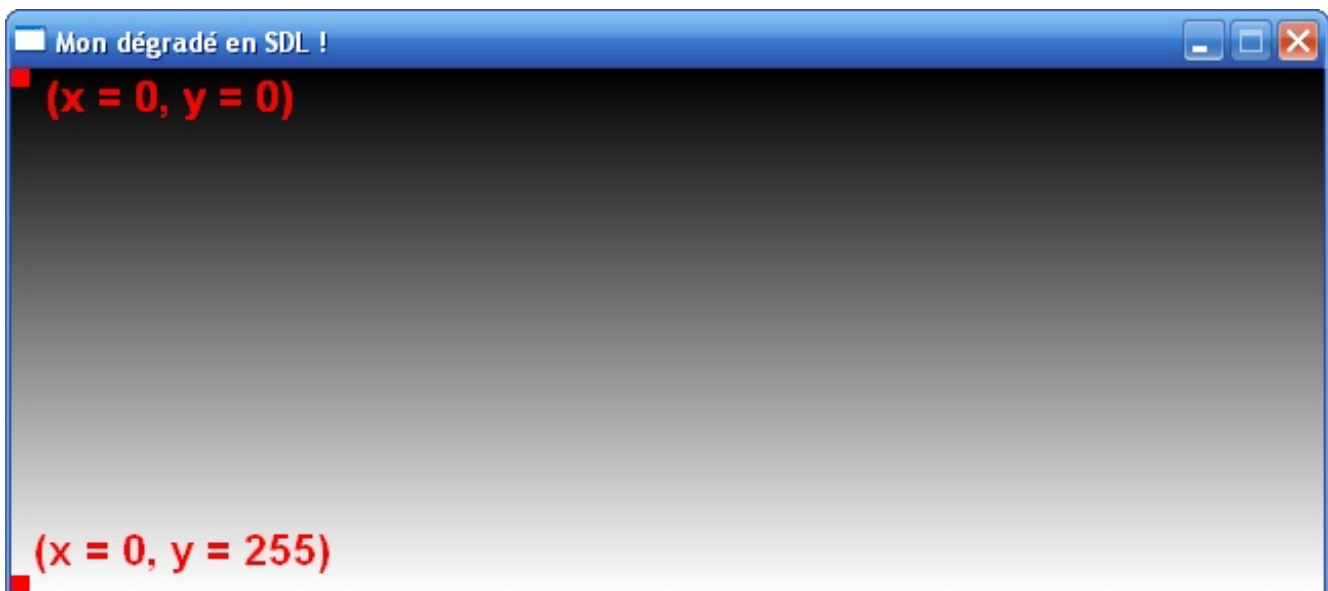 Mon dégradé en SDL !
(x = 0, y = 0)
(x = 0, y = 255)